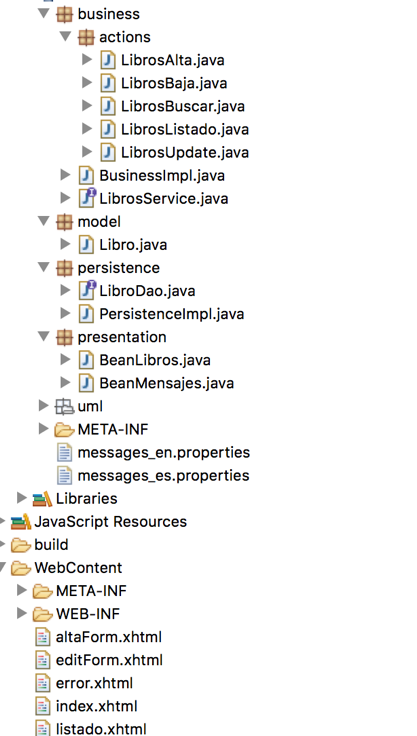 business
actions
LibrosAlta.java
LibrosBaja.java
LibrosBuscar.java
LibrosListado.java
LibrosUpdate.java
BusinessImpl.java
LibrosService.java
model
Libro.java
persistence
LibroDao.java
PersistenceImpl.java
presentation
BeanLibros.java
BeanMensajes.java
uml
META-INF
messages_en.properties
messages_es.properties
Libraries
JavaScript Resources
build
WebContent
META-INF
WEB-INF
altaForm.xhtml
editForm.xhtml
error.xhtml
index.xhtml
listado.xhtml